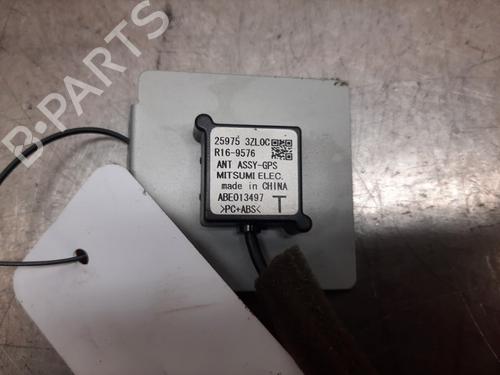 B-PARTS
25975 3ZL0C
R16-9576
ANT ASSY-GPS
MITSUMI ELEC.
made in CHINA
ABE013497 T
>PC+ABS<